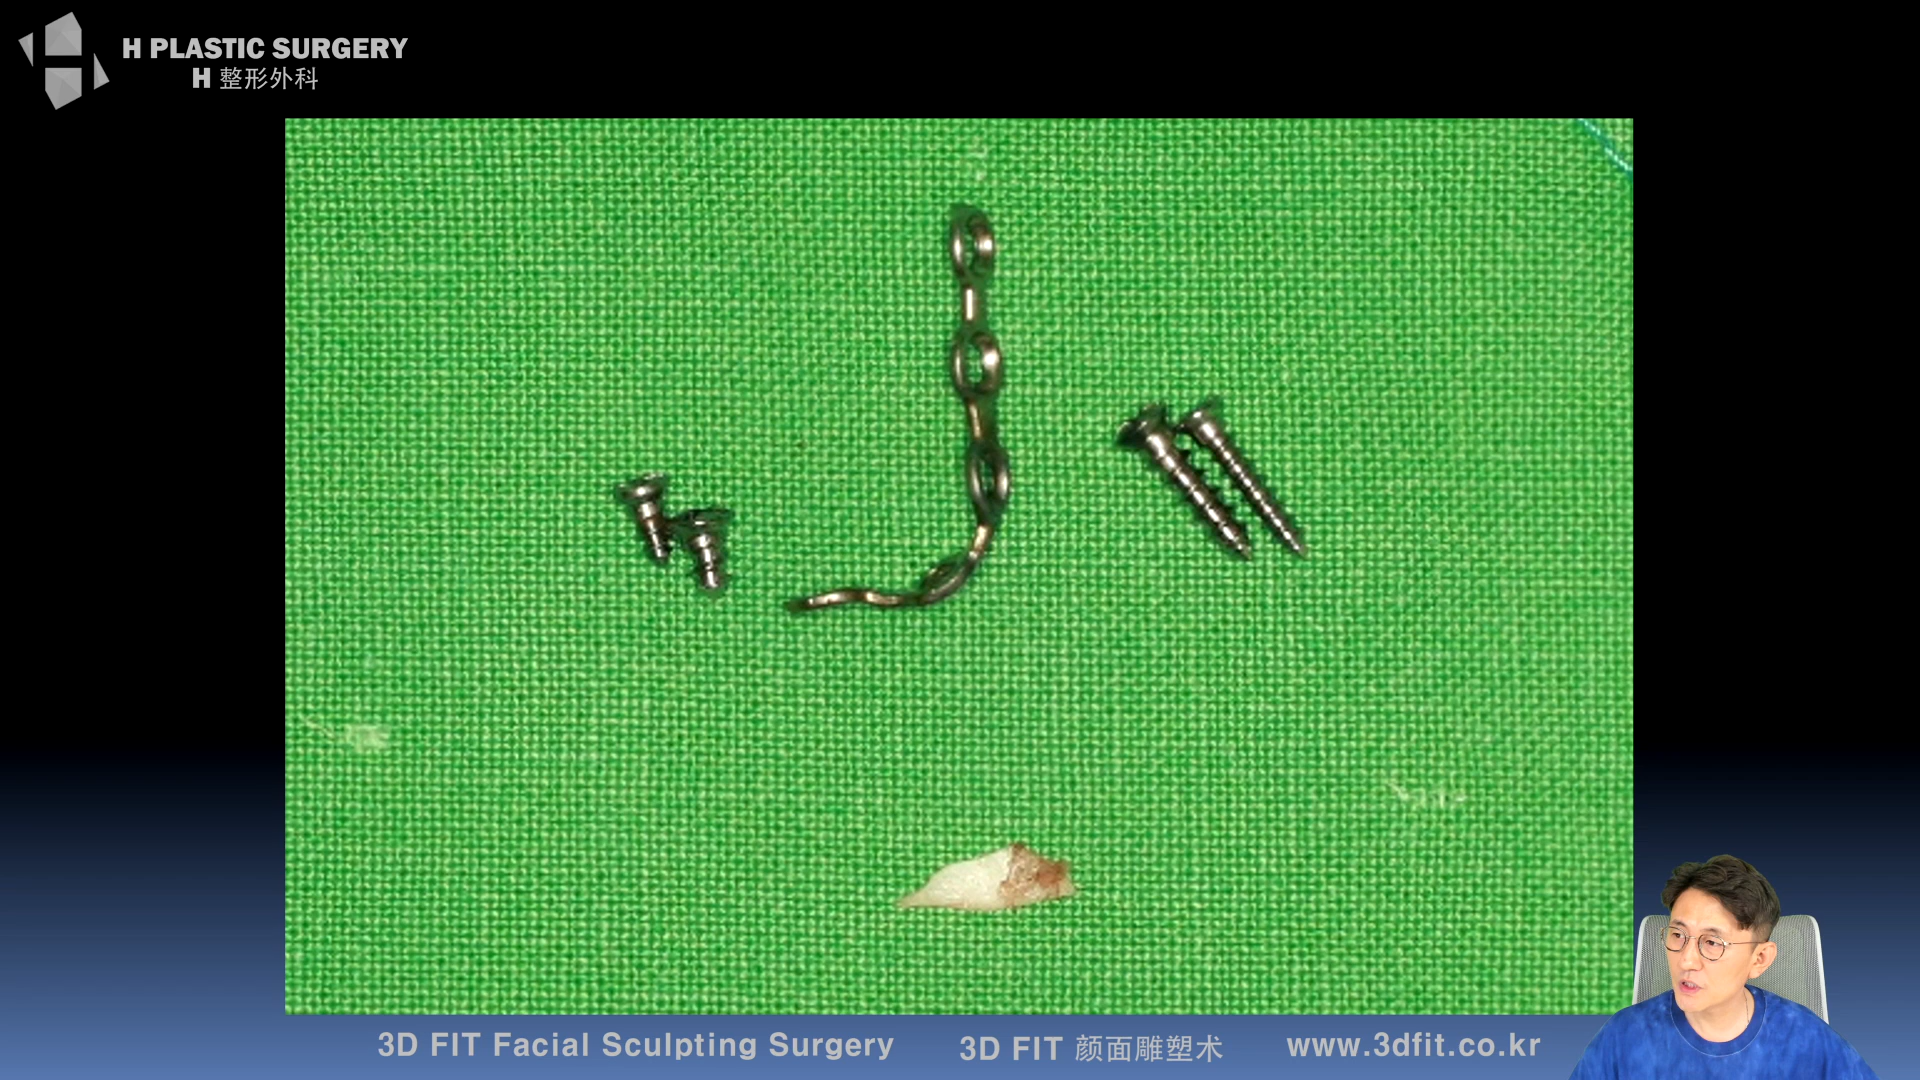 H PLASTIC SURGERY
H 整形外科
3D FIT Facial Sculpting Surgery 3D FIT 颜面雕塑术 www.3dfit.co.kr